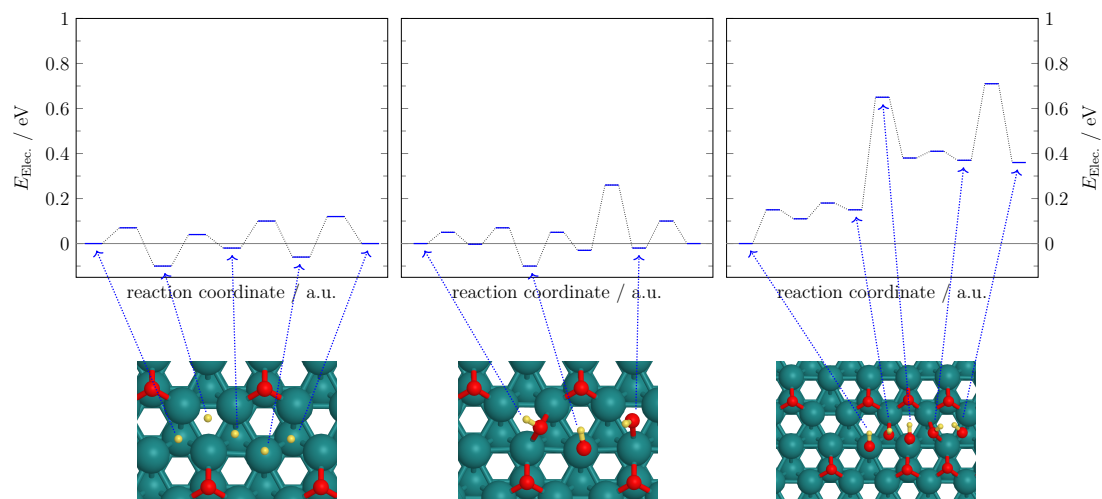 1
0.8
0.6
0.4
0.2
0
E_Elec. / eV
reaction coordinate / a.u.
reaction coordinate / a.u.
reaction coordinate / a.u.
1
0.8
0.6
0.4
0.2
0
E_Elec. / eV